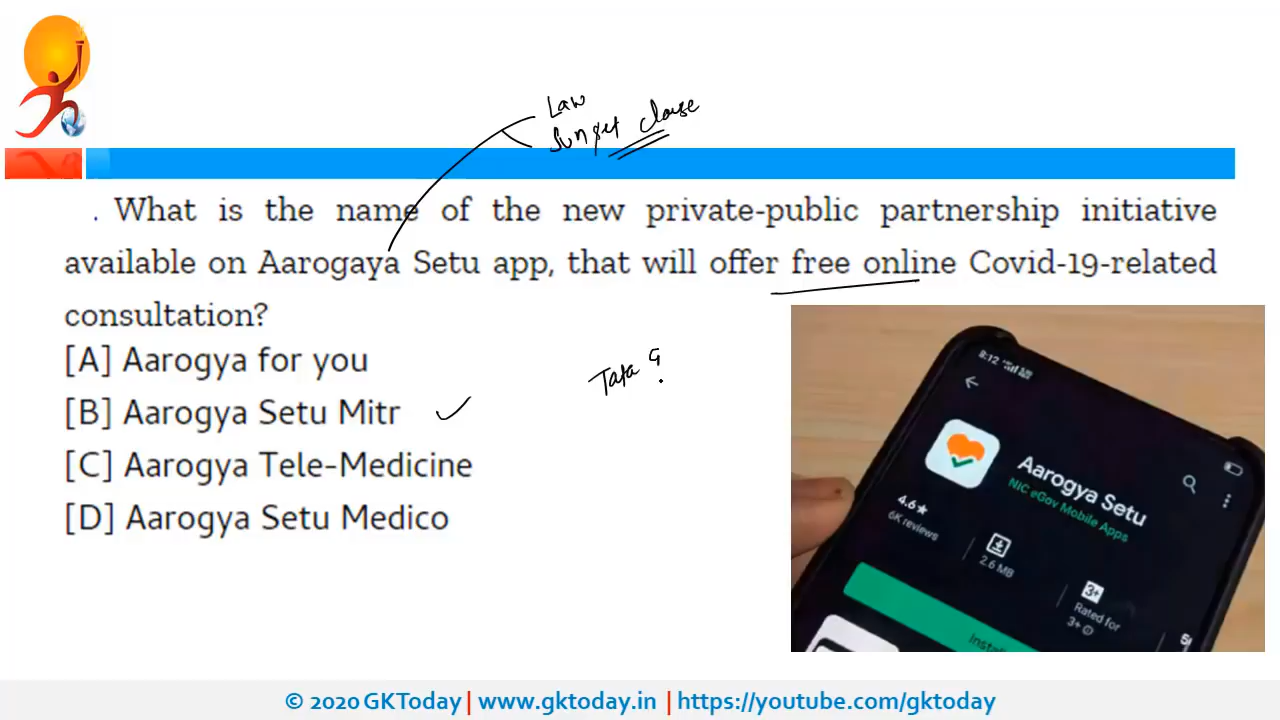 Law
Sunset clause
. What is the name of the new private-public partnership initiative
available on Aarogaya Setu app, that will offer free online Covid-19-related
consultation?
[A] Aarogya for you
[B] Aarogya Setu Mitr
[C] Aarogya Tele-Medicine
[D] Aarogya Setu Medico
Tata
8:12
Aarogya Setu
NIC eGov Mobile Apps
4.6★
6K reviews
2.6 MB
3+
Rated for
3+
© 2020 GKToday | www.gktoday.in | https://youtube.com/gktoday